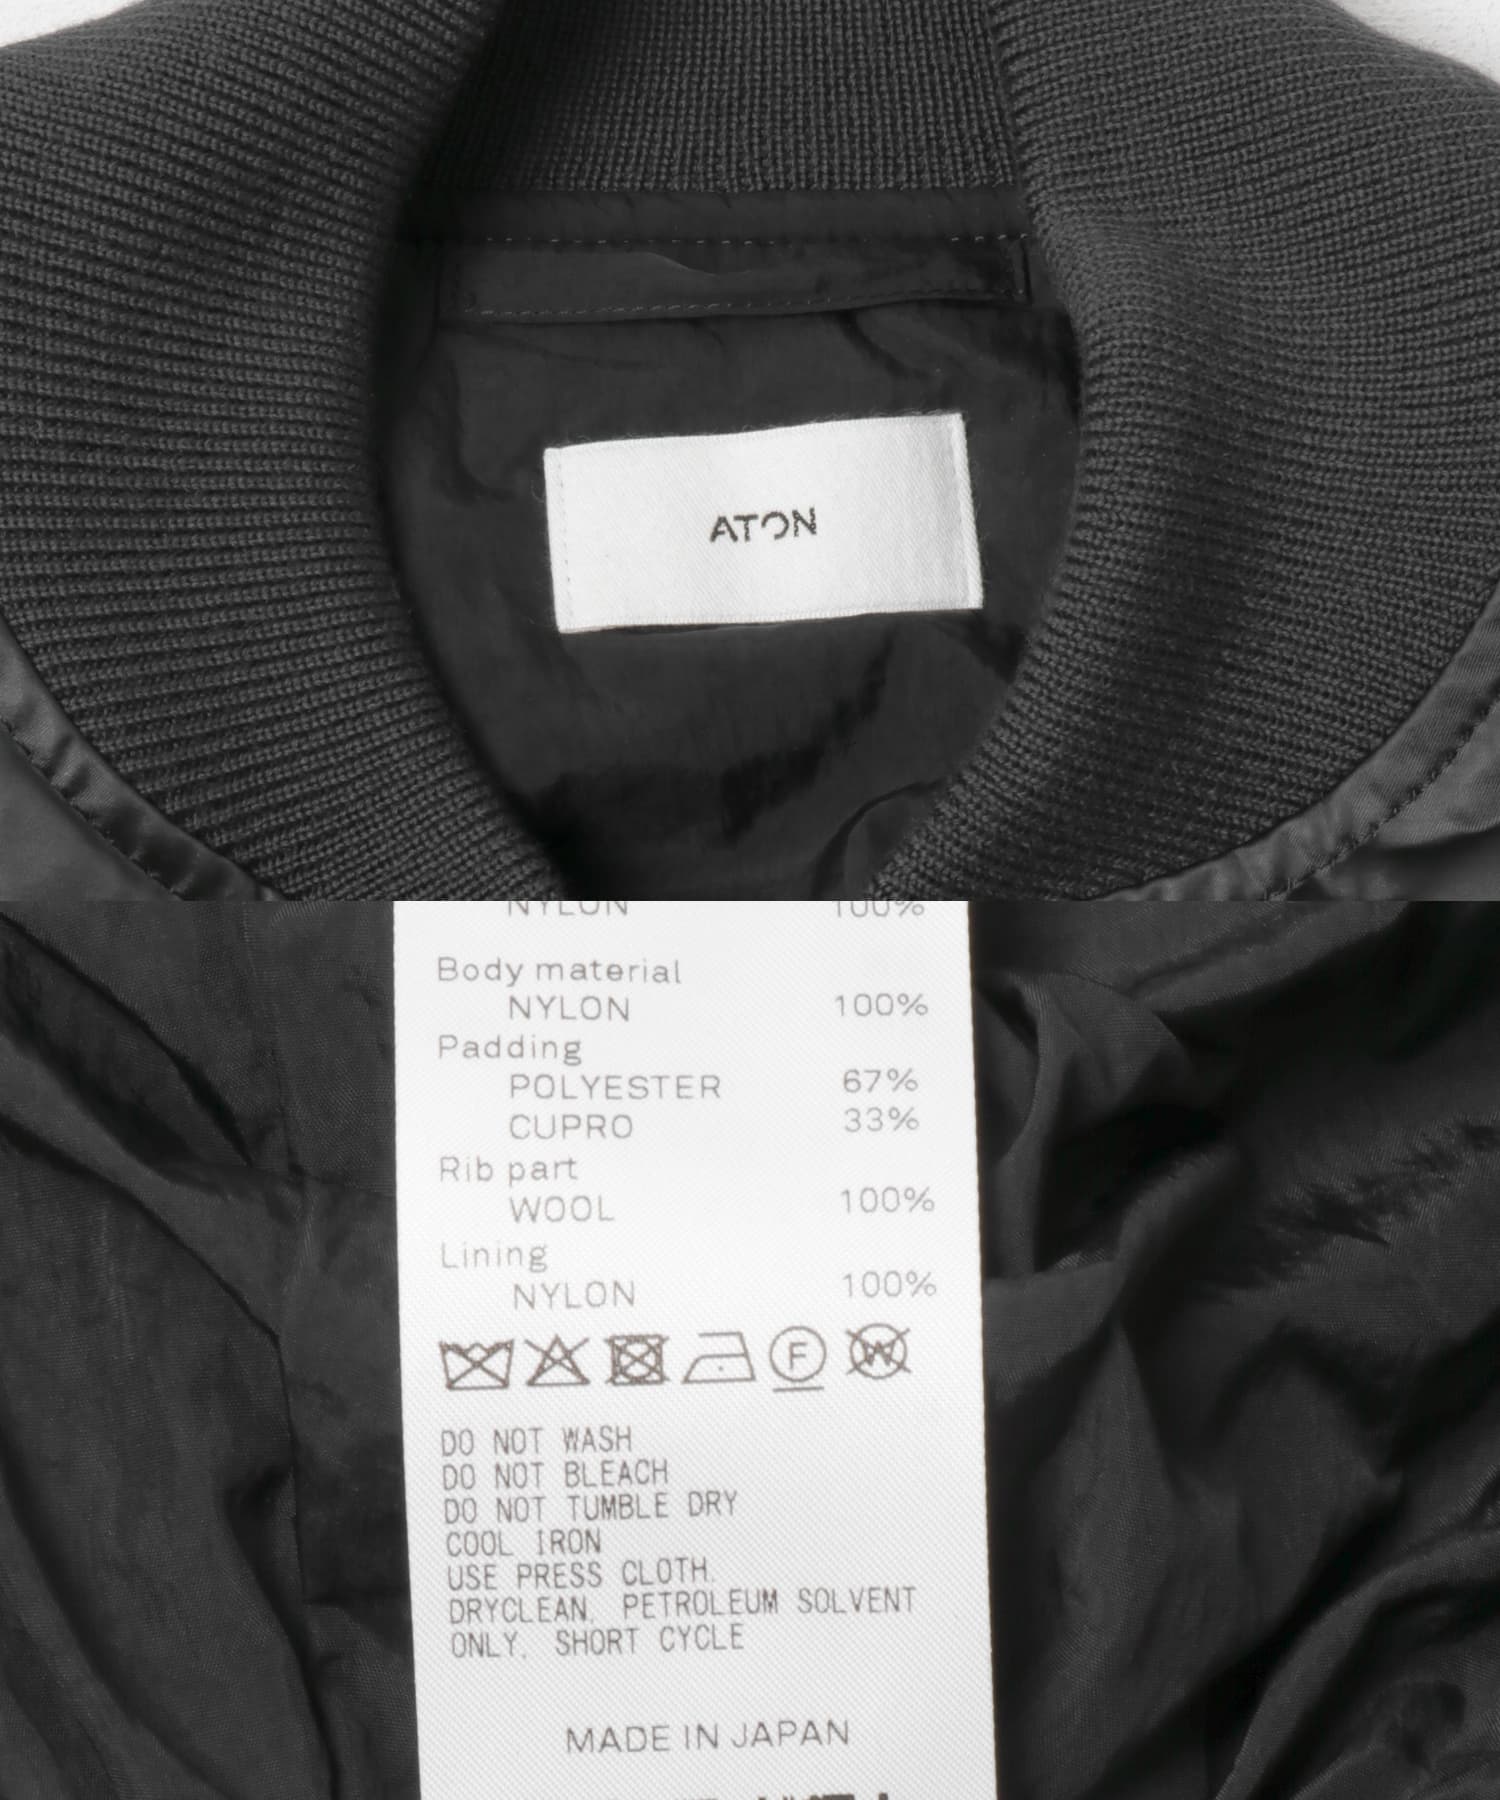 ATON
NYLON 100%
Body material
NYLON 100%
Padding
POLYESTER 67%
CUPRO 33%
Rib part
WOOL 100%
Lining
NYLON 100%
F W
DO NOT WASH
DO NOT BLEACH
DO NOT TUMBLE DRY
COOL IRON
USE PRESS CLOTH.
DRYCLEAN. PETROLEUM SOLVENT
ONLY. SHORT CYCLE
MADE IN JAPAN